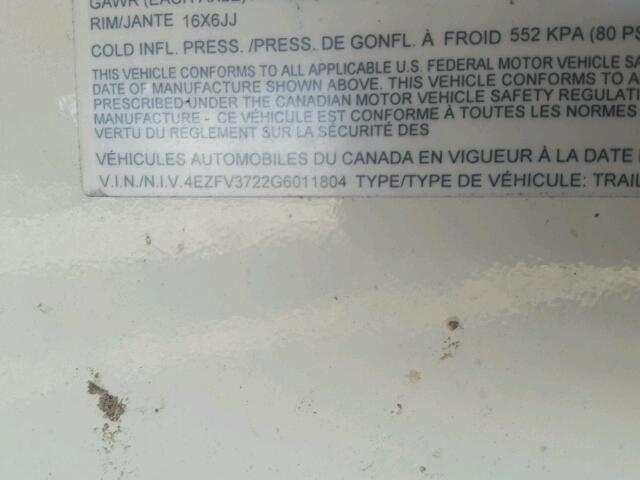 GAWR (EACH AXLE)
RIM/JANTE 16X6JJ
COLD INFL. PRESS. /PRESS. DE GONFL. À FROID 552 KPA (80 PS
THIS VEHICLE CONFORMS TO ALL APPLICABLE U.S. FEDERAL MOTOR VEHICLE SA
DATE OF MANUFACTURE SHOWN ABOVE. THIS VEHICLE CONFORMS TO ALL
PRESCRIBED UNDER THE CANADIAN MOTOR VEHICLE SAFETY REGULATI
MANUFACTURE - CE VÉHICULE EST CONFORME À TOUTES LES NORMES
VERTU DU RÉGLEMENT SUR LA SÉCURITÉ DES
VÉHICULES AUTOMOBILES DU CANADA EN VIGUEUR À LA DATE
V.I.N./N.I.V. 4EZFV3722G6011804 TYPE/TYPE DE VÉHICULE: TRAIL